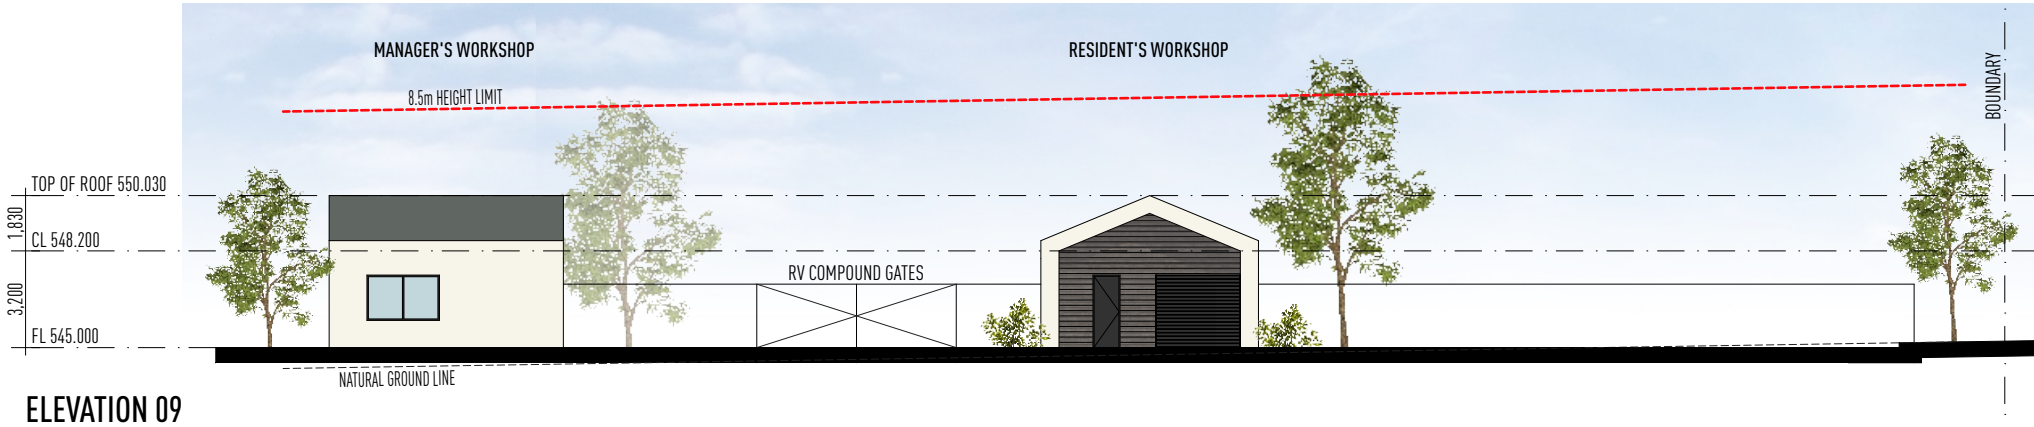 MANAGER'S WORKSHOP
RESIDENT'S WORKSHOP
8.5m HEIGHT LIMIT
BOUNDARY
TOP OF ROOF 550.030
1,830
CL 548.200
RV COMPOUND GATES
3,200
FL 545.000
NATURAL GROUND LINE
ELEVATION 09